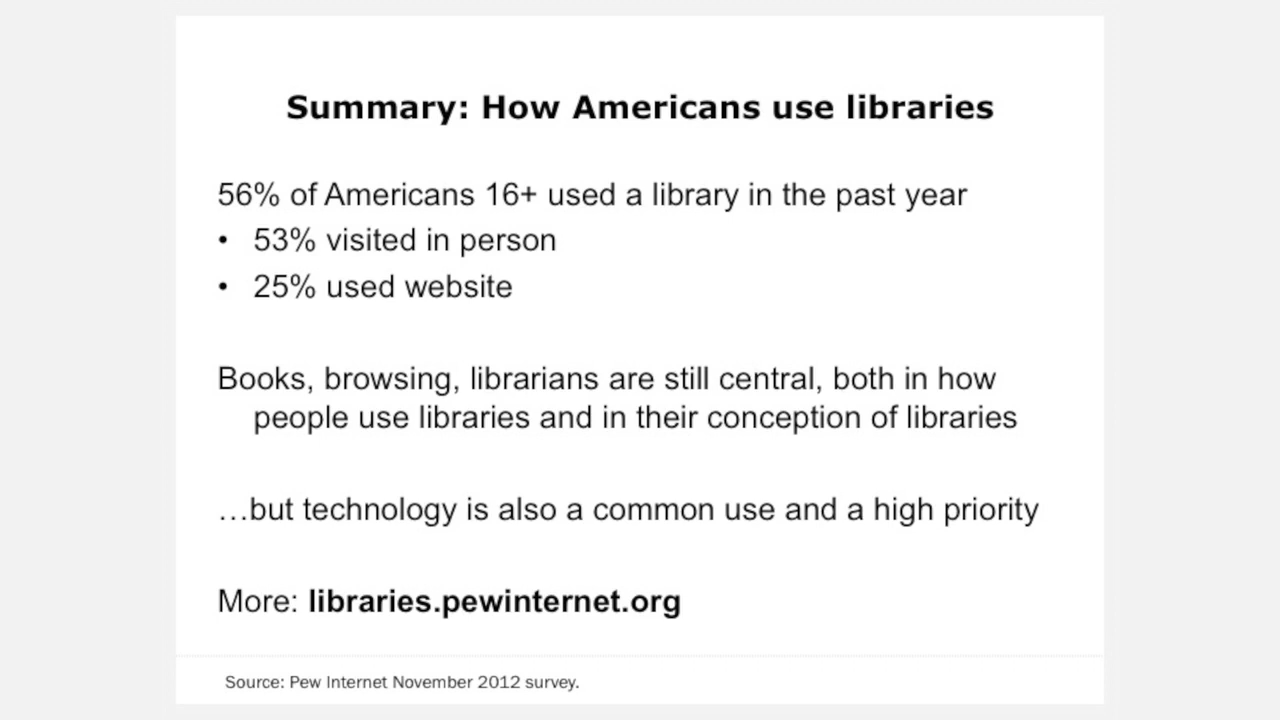 Summary: How Americans use libraries
56% of Americans 16+ used a library in the past year
• 53% visited in person
• 25% used website
Books, browsing, librarians are still central, both in how
people use libraries and in their conception of libraries
…but technology is also a common use and a high priority
More: libraries.pewinternet.org
Source: Pew Internet November 2012 survey.